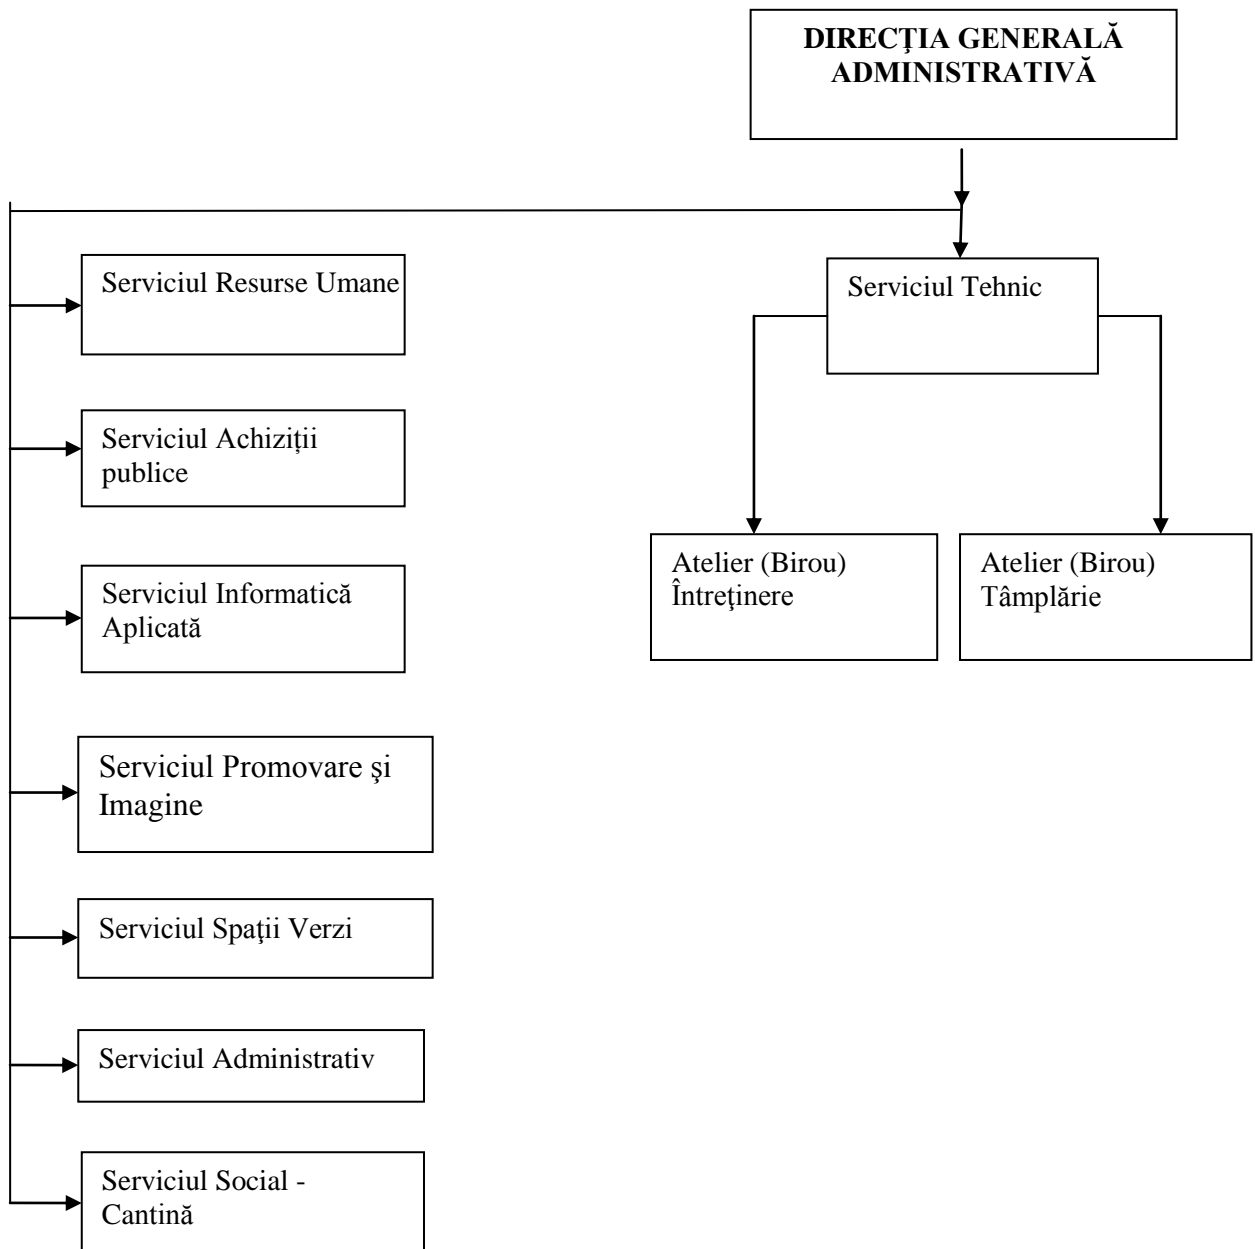 DIRECŢIA GENERALĂ
ADMINISTRATIVĂ
Serviciul Resurse Umane
Serviciul Tehnic
Serviciul Achiziții
publice
Atelier (Birou)
Întreţinere
Atelier (Birou)
Tâmplărie
Serviciul Informatică
Aplicată
Serviciul Promovare şi
Imagine
Serviciul Spaţii Verzi
Serviciul Administrativ
Serviciul Social -
Cantină